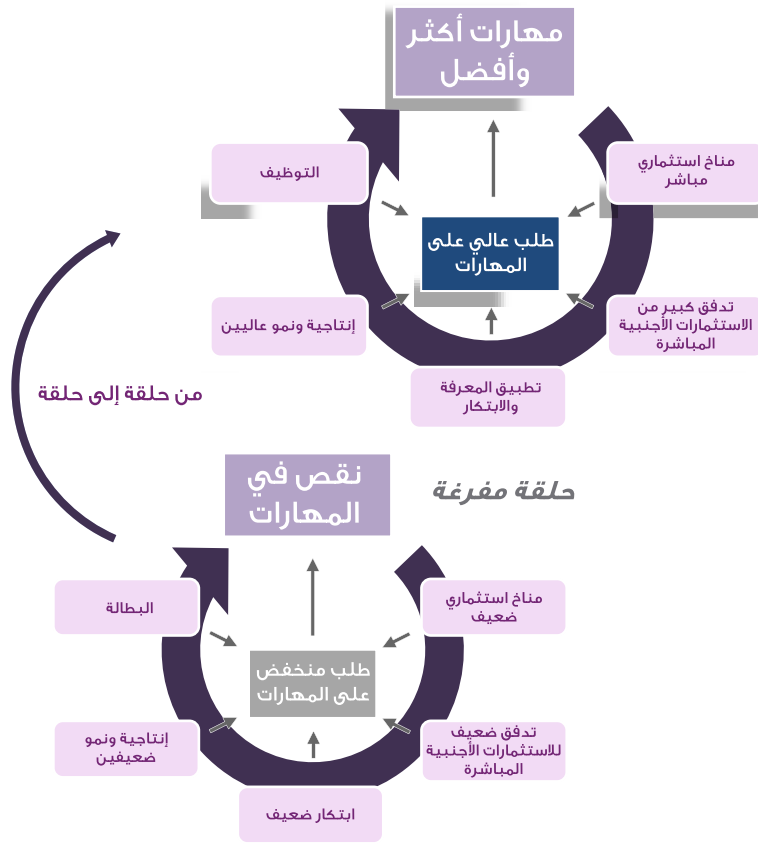 مهارات أكثر
وأفضل
مناخ استثماري
مباشر
التوظيف
طلب عالي على
المهارات
تدفق كبير من
الاستثمارات الأجنبية
المباشرة
إنتاجية ونمو عاليين
تطبيق المعرفة
والابتكار
من حلقة إلى حلقة
حلقة مفرغة
نقص في
المهارات
مناخ استثماري
ضعيف
البطالة
طلب منخفض
على المهارات
تدفق ضعيف
للاستثمارات الأجنبية
المباشرة
إنتاجية ونمو
ضعيفين
ابتكار ضعيف